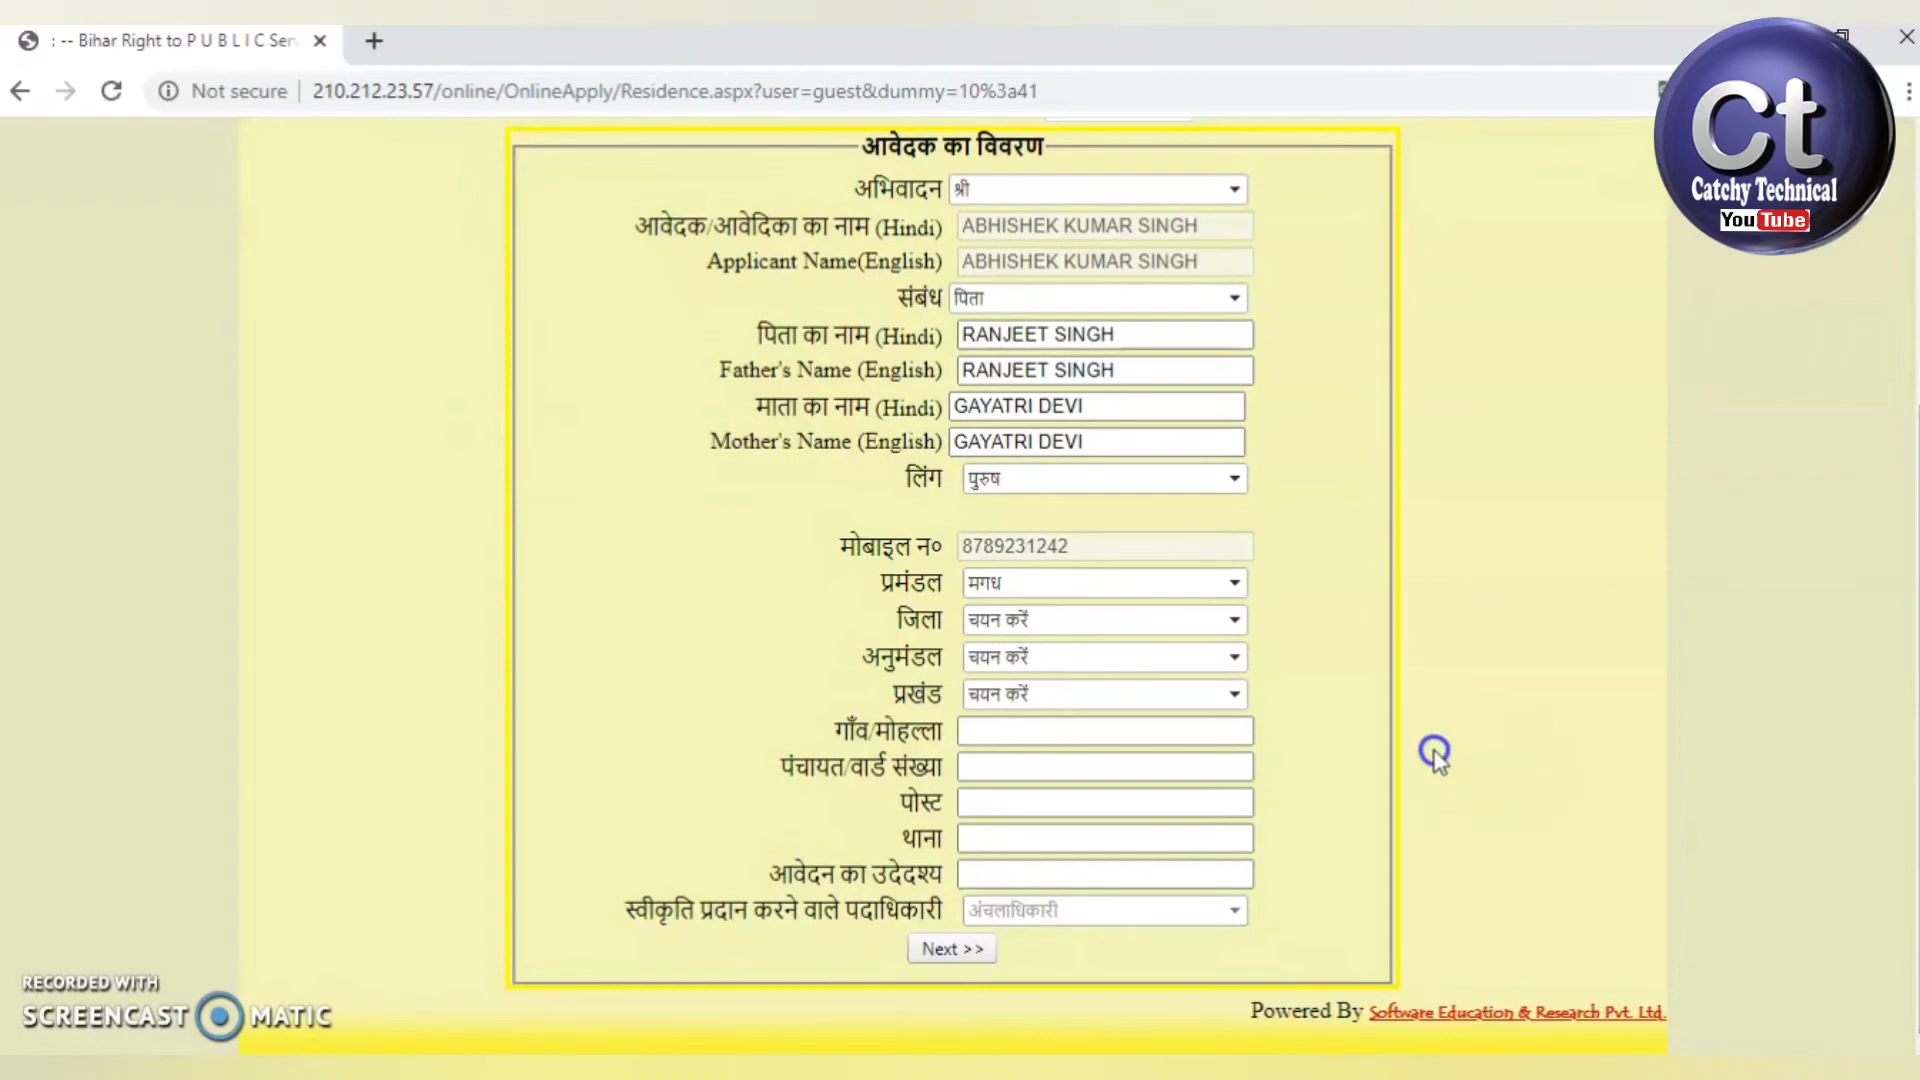 : -- Bihar Right to P U B L I C Ser
Not secure 210.212.23.57/online/OnlineApply/Residence.aspx?user=guest&dummy=10%3a41
Ct
Catchy Technical
YouTube
आवेदक का विवरण
अभिवादन श्री
आवेदक/आवेदिका का नाम (Hindi) ABHISHEK KUMAR SINGH
Applicant Name(English) ABHISHEK KUMAR SINGH
संबंध पिता
पिता का नाम (Hindi) RANJEET SINGH
Father's Name (English) RANJEET SINGH
माता का नाम (Hindi) GAYATRI DEVI
Mother's Name (English) GAYATRI DEVI
लिंग पुरुष
मोबाइल न० 8789231242
प्रमंडल मगध
जिला चयन करें
अनुमंडल चयन करें
प्रखंड चयन करें
गाँव/मोहल्ला
पंचायत/वार्ड संख्या
पोस्ट
थाना
आवेदन का उदेदश्य
स्वीकृति प्रदान करने वाले पदाधिकारी अंचलाधिकारी
Next >>
RECORDED WITH
SCREENCAST MATIC
Powered By Software Education & Research Pvt. Ltd.